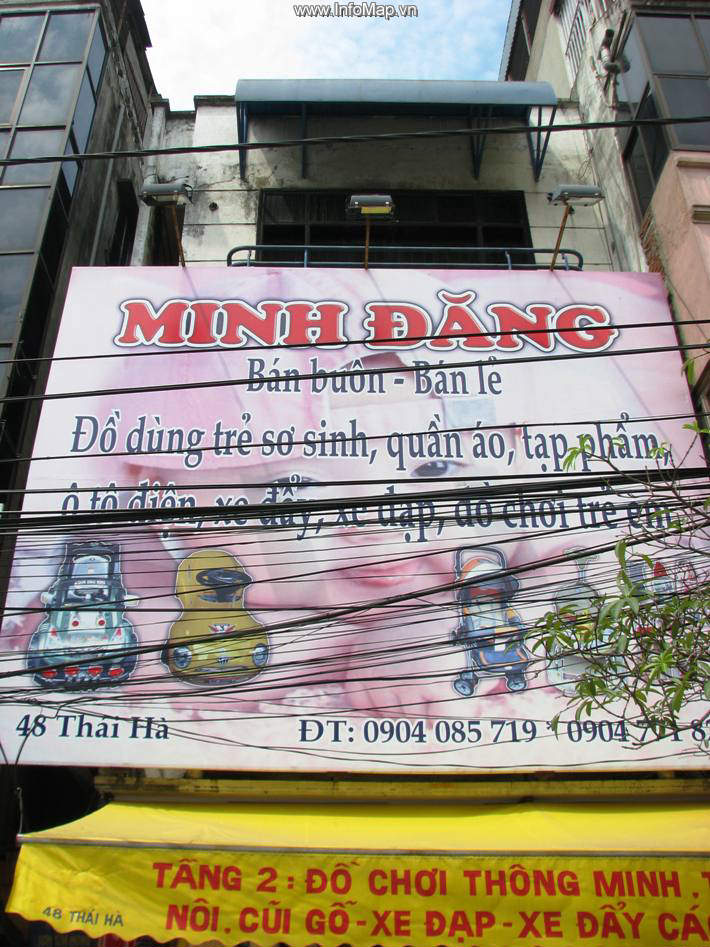 www.InfoMap.vn
MINH ĐĂNG
Bán buôn - Bán lẻ
Đồ dùng trẻ sơ sinh, quần áo, tạp phẩm,
ô tô điện, xe đẩy, xe đạp, đồ chơi trẻ em
48 Thái Hà ĐT: 0904 085 719 * 0904
TẦNG 2 : ĐỒ CHƠI THÔNG MINH .
48 THÁI HÀ NÔI . CŨI GỖ - XE ĐẠP - XE ĐẨY CÁC